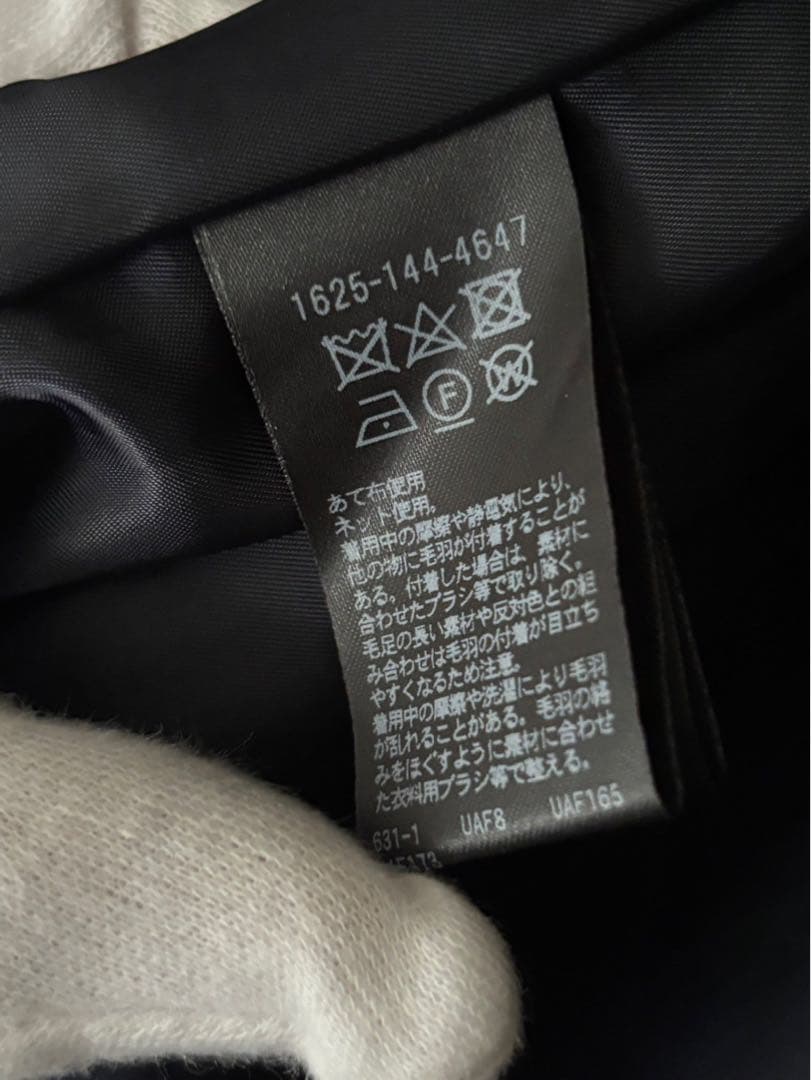 1625-144-4647
F
W
あて布使用
ネット使用。
着用中の摩擦や静電気により、
他の物に毛羽が付着することが
ある。付着した場合は、素材に
合わせたブラシ等で取り除く。
毛足の長い素材や反対色との組
み合わせは毛羽の付着が目立ち
やすくなるため注意。
着用中の摩擦や洗濯により毛羽
が乱れることがある。毛羽の絡
みをほぐすように素材に合わせ
た衣料用ブラシ等で整える。
631-1 UAF8 UAF165